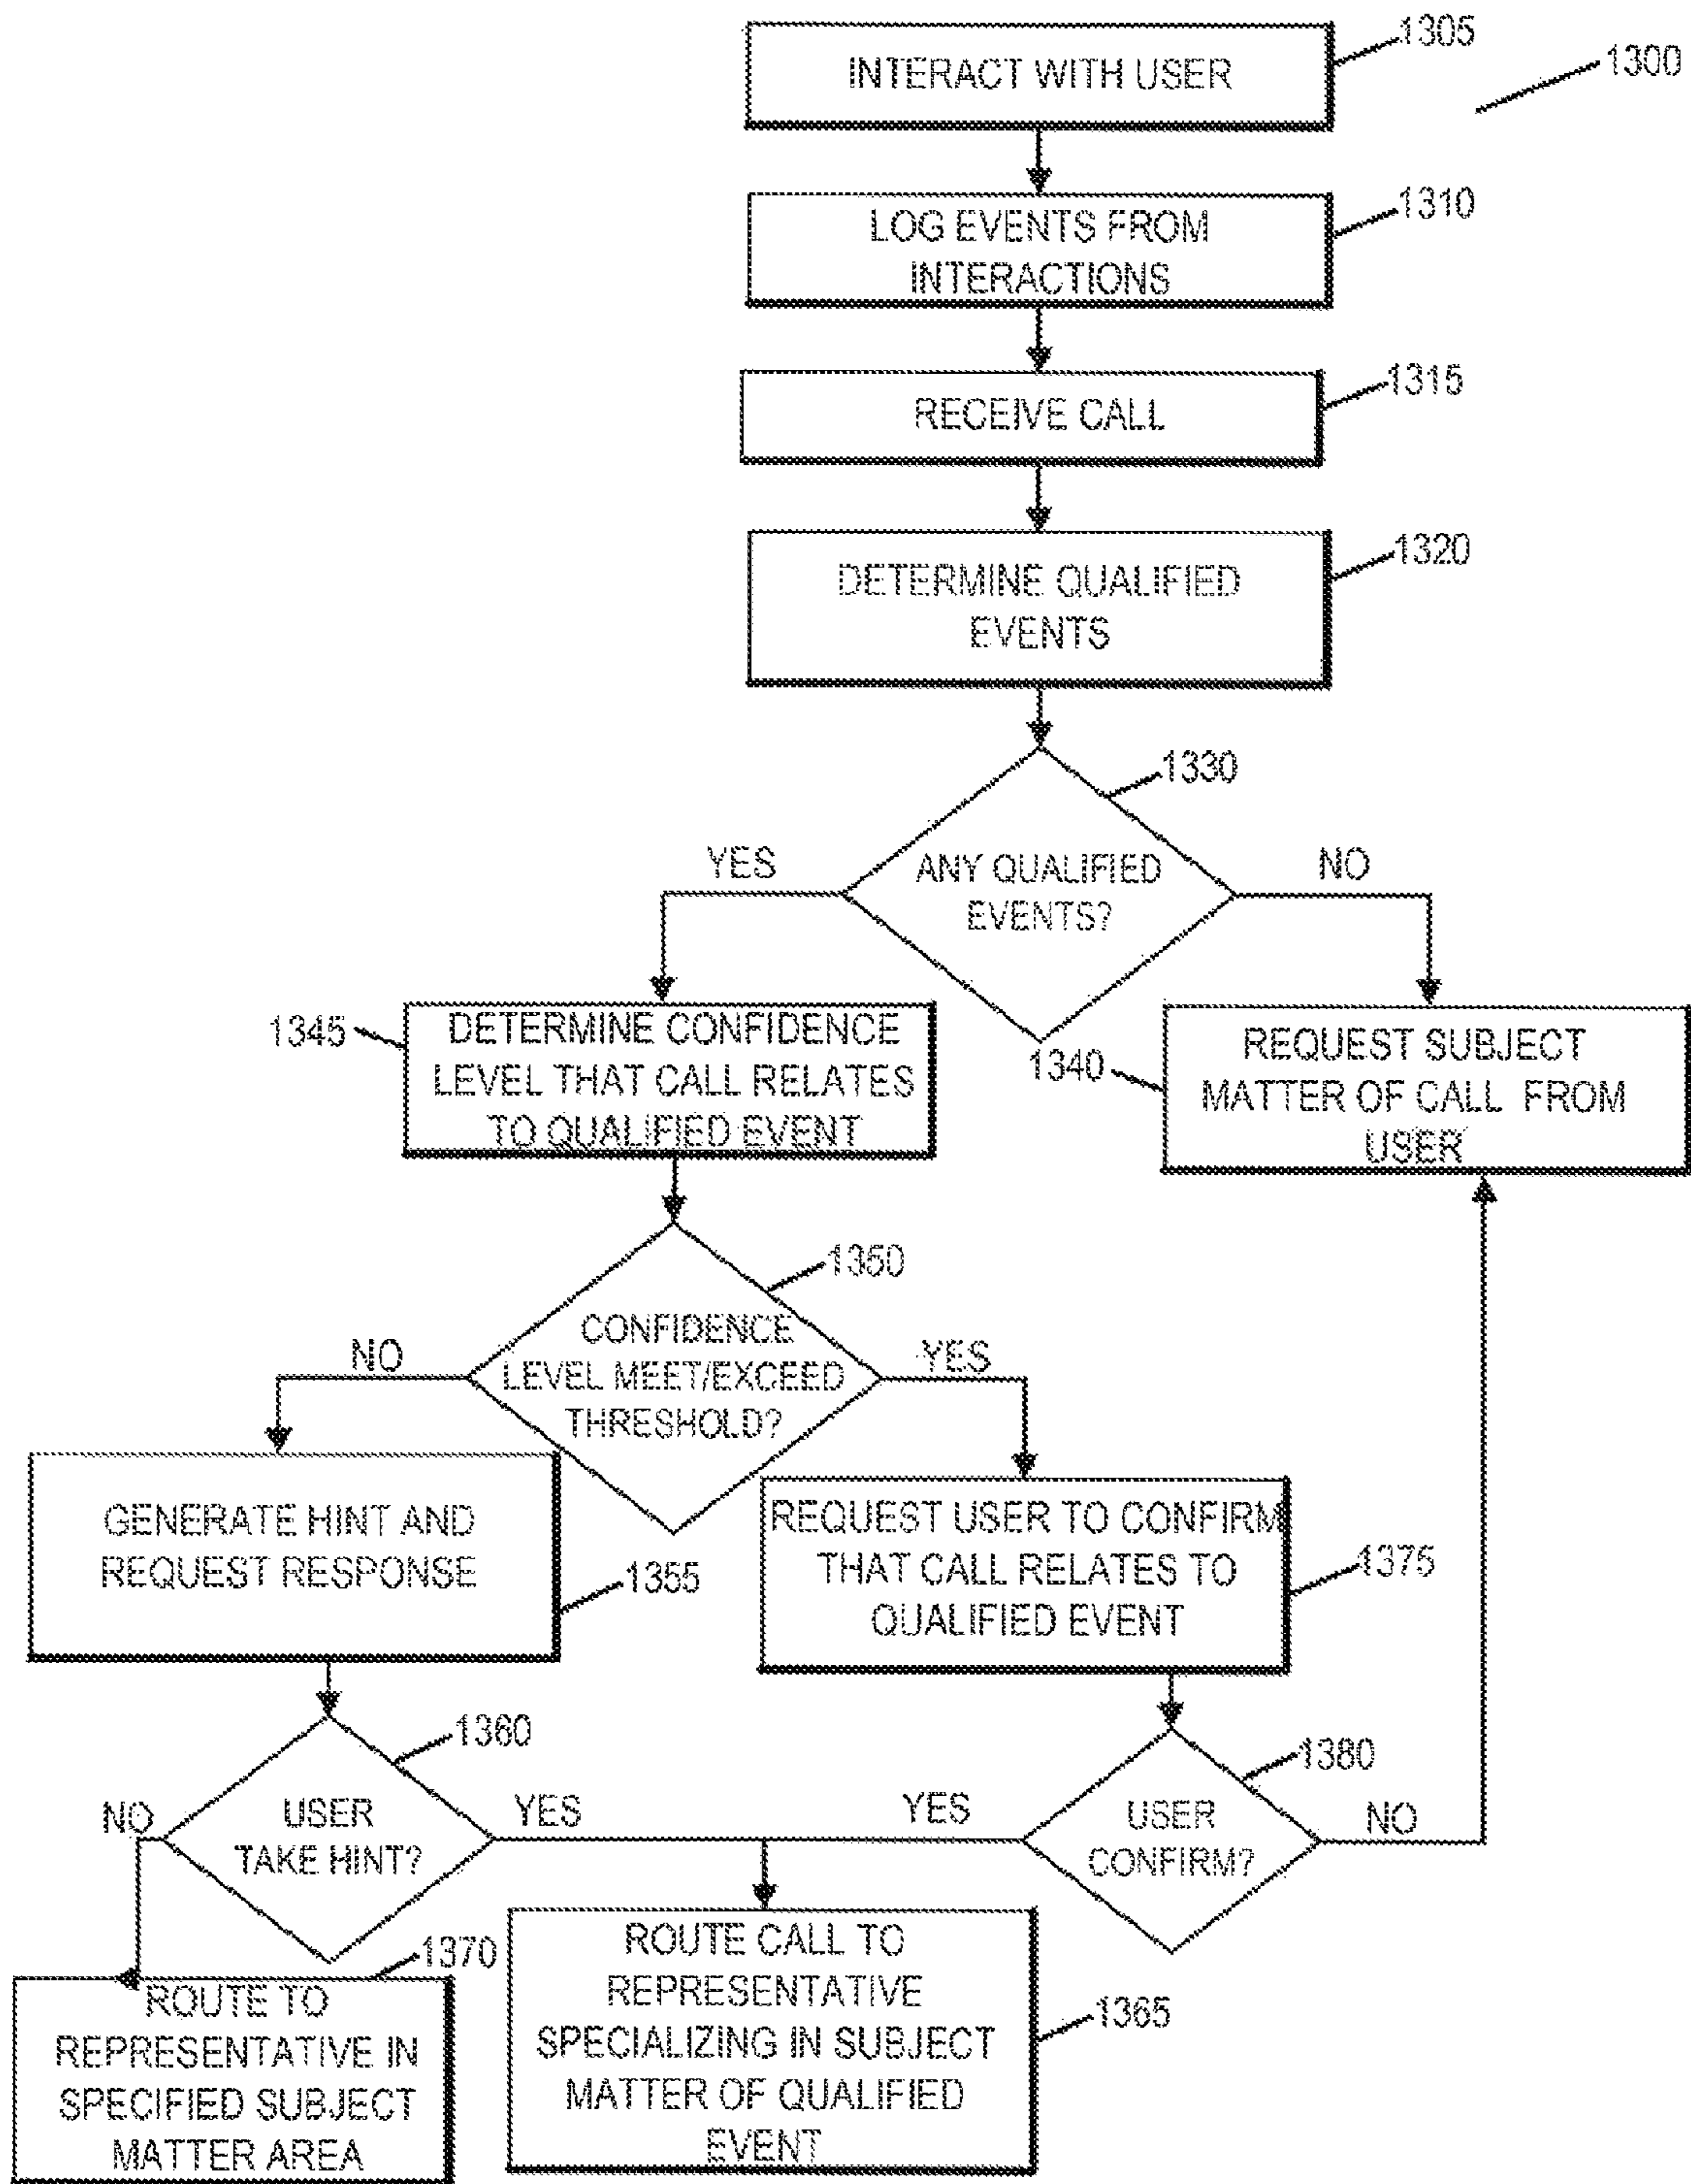 1305
1300
INTERACT WITH USER
1310
LOG EVENTS FROM
INTERACTIONS
1315
RECEIVE CALL
1320
DETERMINE QUALIFIED
EVENTS
1330
YES
ANY QUALIFIED
EVENTS?
NO
1345
DETERMINE CONFIDENCE
LEVEL THAT CALL RELATES
TO QUALIFIED EVENT
1340
REQUEST SUBJECT
MATTER OF CALL FROM
USER
1350
NO
CONFIDENCE
LEVEL MEET/EXCEED
THRESHOLD?
YES
GENERATE HINT AND
REQUEST RESPONSE
1355
REQUEST USER TO CONFIRM
THAT CALL RELATES TO
QUALIFIED EVENT
1375
1360
NO
USER
TAKE HINT?
YES
1380
YES
USER
CONFIRM?
NO
1370
ROUTE TO
REPRESENTATIVE IN
SPECIFIED SUBJECT
MATTER AREA
ROUTE CALL TO
REPRESENTATIVE
SPECIALIZING IN SUBJECT
MATTER OF QUALIFIED
EVENT
1365